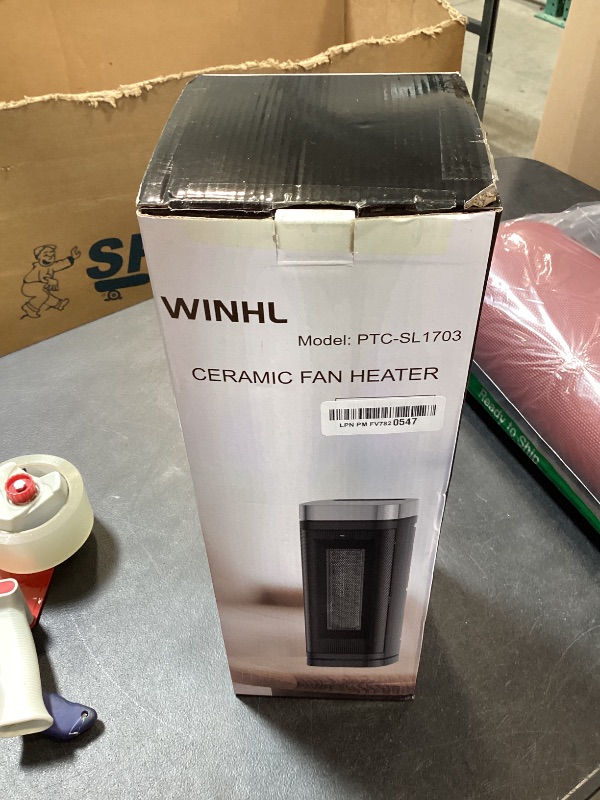 WINHL
Model: PTC-SL1703
CERAMIC FAN HEATER
LPN PM FV782 0547
Ready to Ship